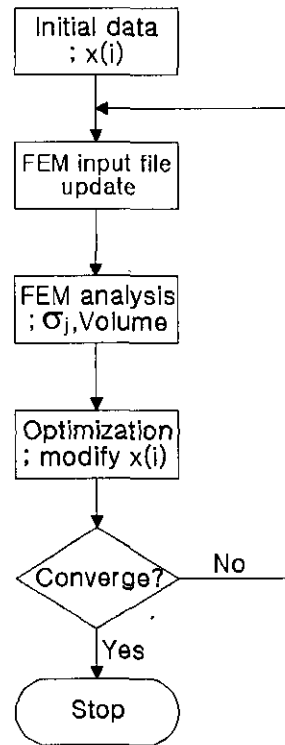 Initial data
; x(i)
FEM input file
update
FEM analysis
; σj,Volume
Optimization
; modify x(i)
Converge?
No
Yes
Stop